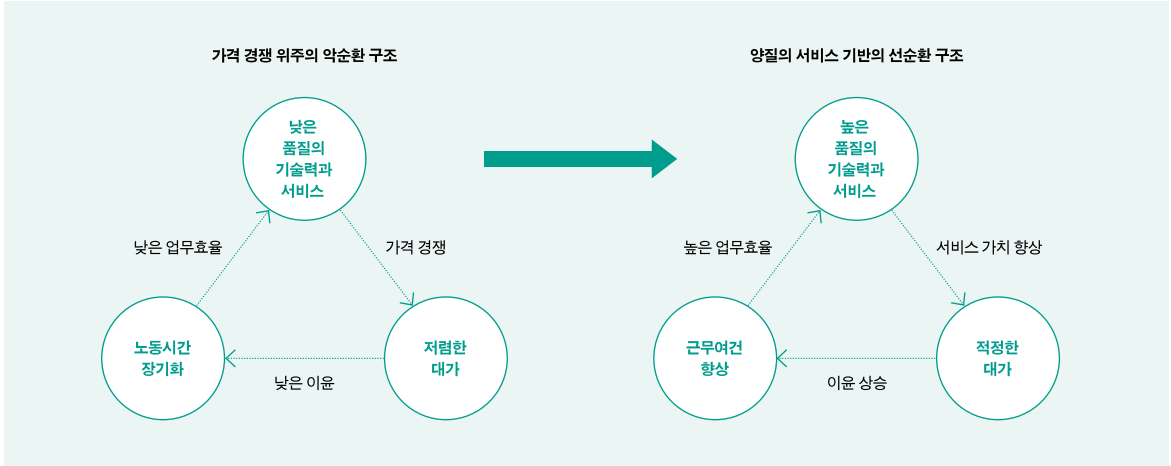 가격 경쟁 위주의 악순환 구조
낮은
품질의
기술력과
서비스
낮은 업무효율
가격 경쟁
노동시간
장기화
저렴한
대가
낮은 이윤
양질의 서비스 기반의 선순환 구조
높은
품질의
기술력과
서비스
높은 업무효율
서비스 가치 향상
근무여건
향상
적정한
대가
이윤 상승